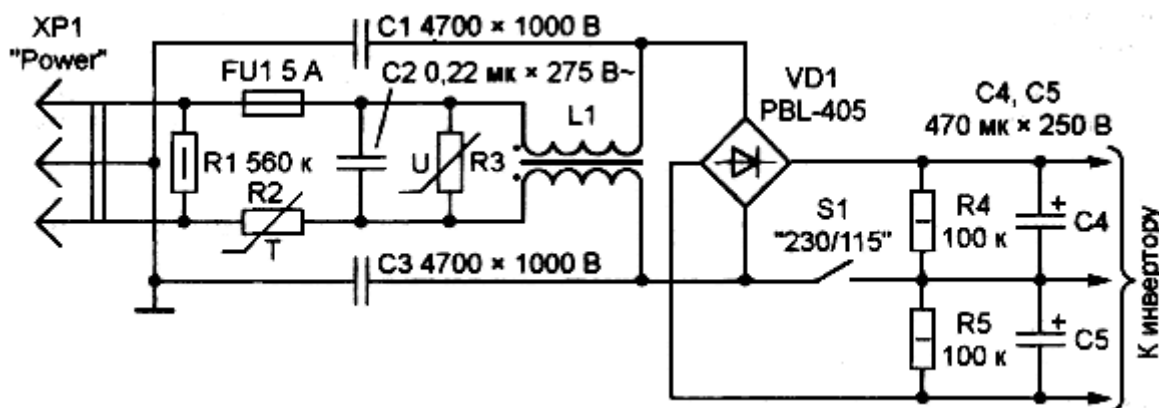 XP1
"Power"
C1 4700 × 1000 В
FU1 5 А
C2 0,22 мк × 275 В~
L1
VD1
PBL-405
C4, C5
470 мк × 250 В
R1 560 к
R2
T
U
R3
S1
"230/115"
R4
100 к
+
C4
C3 4700 × 1000 В
R5
100 к
+
C5
К инвертору